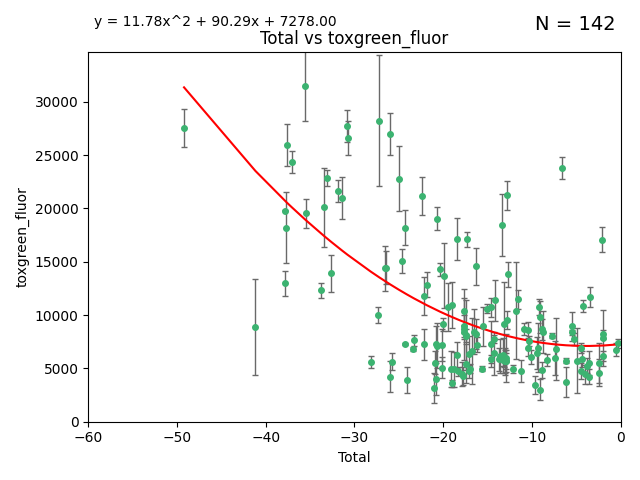 y = 11.78x^2 + 90.29x + 7278.00
N = 142
Total vs toxgreen_fluor
30000
25000
20000
15000
10000
5000
0
toxgreen_fluor
−60
−50
−40
−30
−20
−10
0
Total